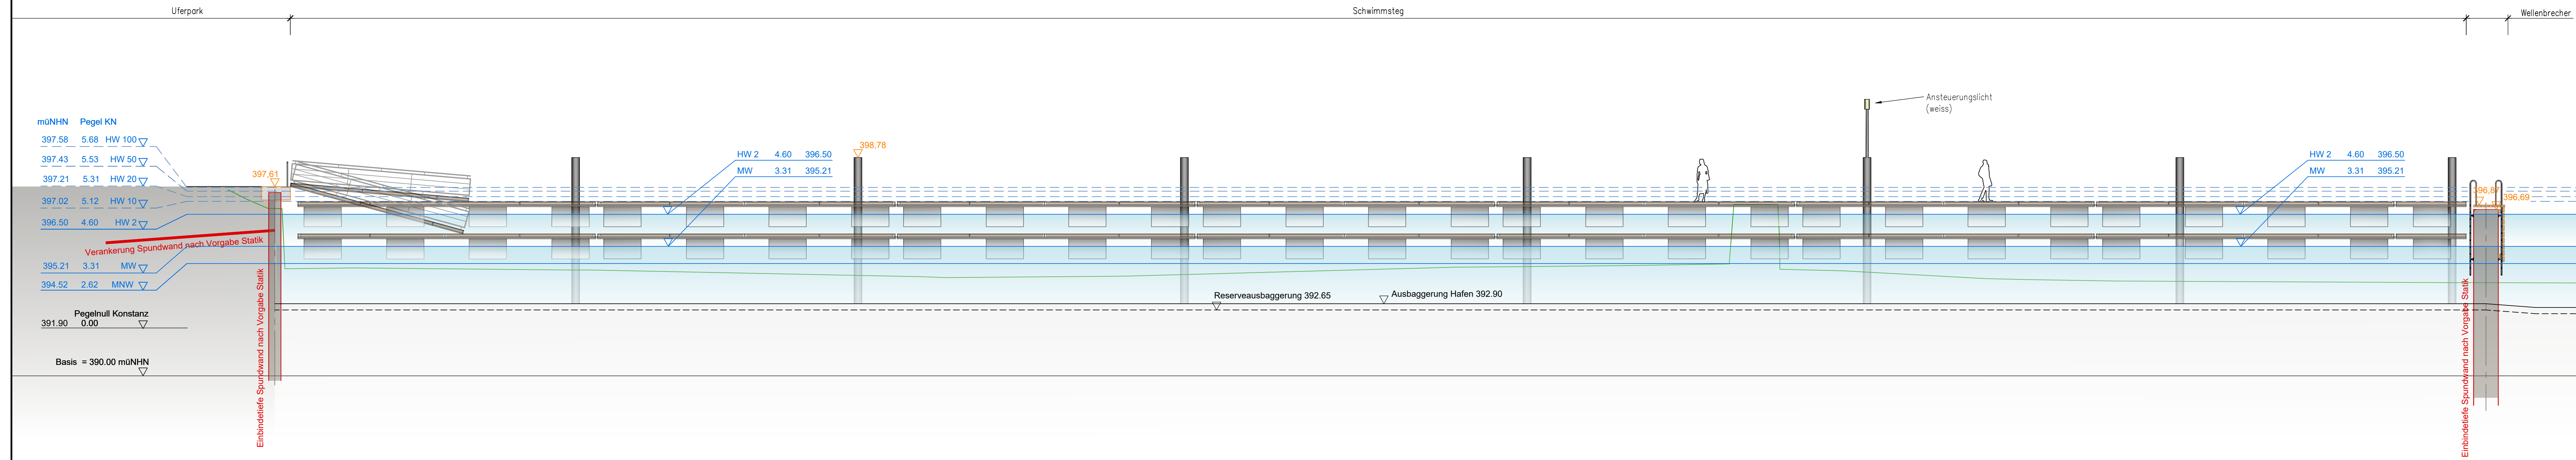 Uferpark
Schwimmsteg
Wellenbrecher
müNHN Pegel KN
397.58 5.68 HW 100
397.43 5.53 HW 50
397.21 5.31 HW 20
397.02 5.12 HW 10
396.50 4.60 HW 2
395.21 3.31 MW
394.52 2.62 MNW
Pegelnull Konstanz
391.90 0.00
Basis = 390.00 müNHN
397,61
Verankerung Spundwand nach Vorgabe Statik
Einbindetiefe Spundwand nach Vorgabe Statik
HW 2 4.60 396.50
MW 3.31 395.21
398,78
Reserveausbaggerung 392.65
Ausbaggerung Hafen 392.90
Ansteuerungslicht
(weiss)
HW 2 4.60 396.50
MW 3.31 395.21
396,87
396,69
Einbindetiefe Spundwand nach Vorgabe Statik